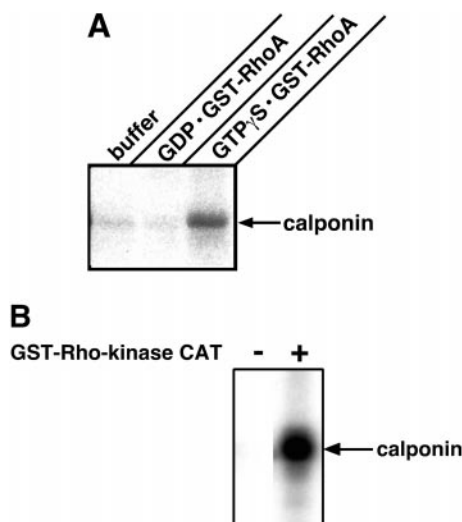 A
buffer
GDP·GST-RhoA
GTPγS·GST-RhoA
calponin
B
GST-Rho-kinase CAT - +
calponin